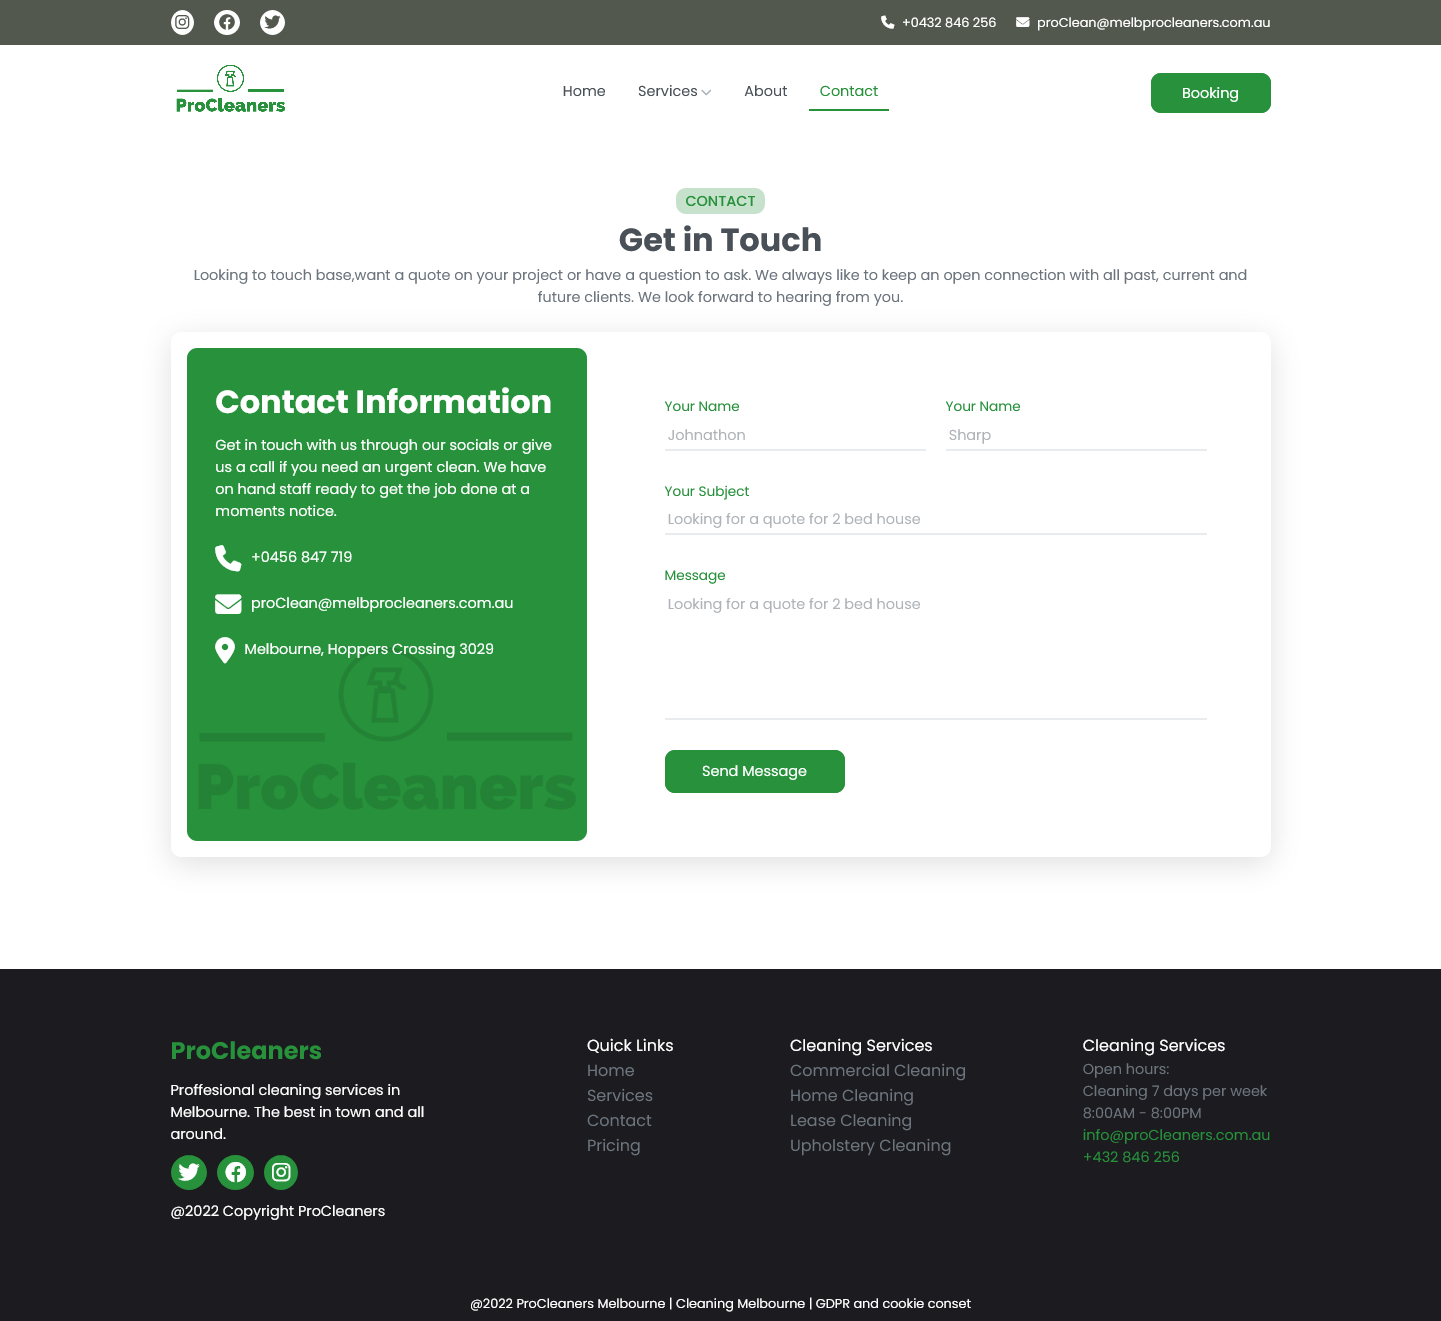 +0432 846 256
proClean@melbprocleaners.com.au
ProCleaners
Home
Services
About
Contact
Booking
CONTACT
Get in Touch
Looking to touch base,want a quote on your project or have a question to ask. We always like to keep an open connection with all past, current and
future clients. We look forward to hearing from you.
Contact Information
Get in touch with us through our socials or give
us a call if you need an urgent clean. We have
on hand staff ready to get the job done at a
moments notice.
+0456 847 719
proClean@melbprocleaners.com.au
Melbourne, Hoppers Crossing 3029
ProCleaners
Your Name
Johnathon
Your Name
Sharp
Your Subject
Looking for a quote for 2 bed house
Message
Looking for a quote for 2 bed house
Send Message
ProCleaners
Proffesional cleaning services in
Melbourne. The best in town and all
around.
@2022 Copyright ProCleaners
Quick Links
Home
Services
Contact
Pricing
Cleaning Services
Commercial Cleaning
Home Cleaning
Lease Cleaning
Upholstery Cleaning
Cleaning Services
Open hours:
Cleaning 7 days per week
8:00AM - 8:00PM
info@proCleaners.com.au
+432 846 256
@2022 ProCleaners Melbourne | Cleaning Melbourne | GDPR and cookie conset